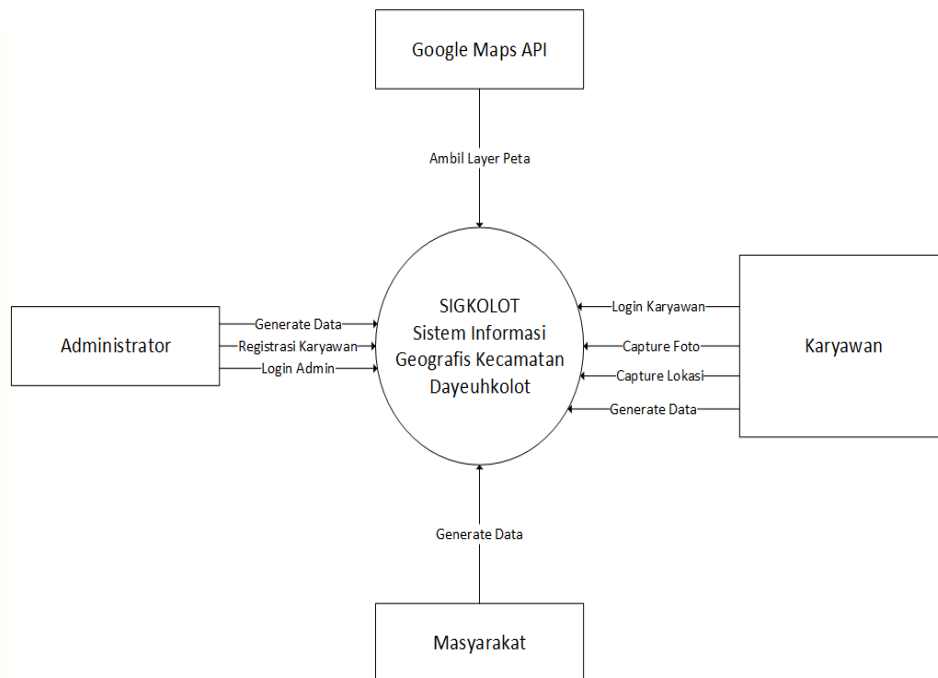 Google Maps API
Ambil Layer Peta
SIGKOLOT
Sistem Informasi
Geografis Kecamatan
Dayeuhkolot
Administrator
Generate Data
Registrasi Karyawan
Login Admin
Login Karyawan
Capture Foto
Capture Lokasi
Generate Data
Karyawan
Generate Data
Masyarakat